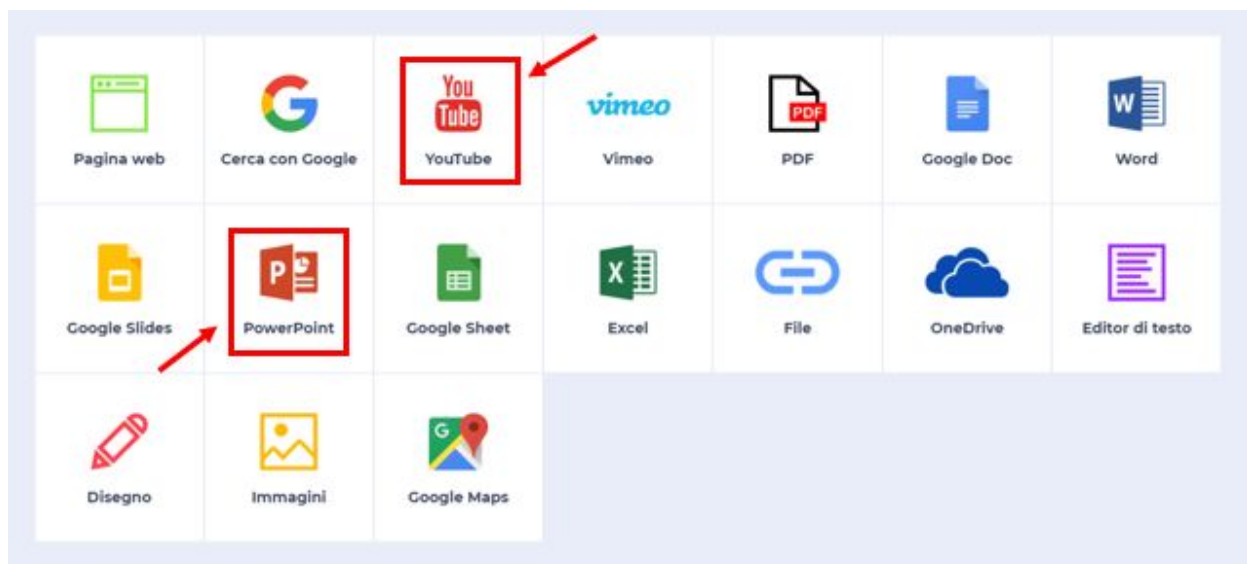 You
Tube
vimeo
PDF
W
Pagina web
Cerca con Google
YouTube
Vimeo
PDF
Google Doc
Word
P
X
Google Slides
PowerPoint
Google Sheet
Excel
File
OneDrive
Editor di testo
G
Disegno
Immagini
Google Maps